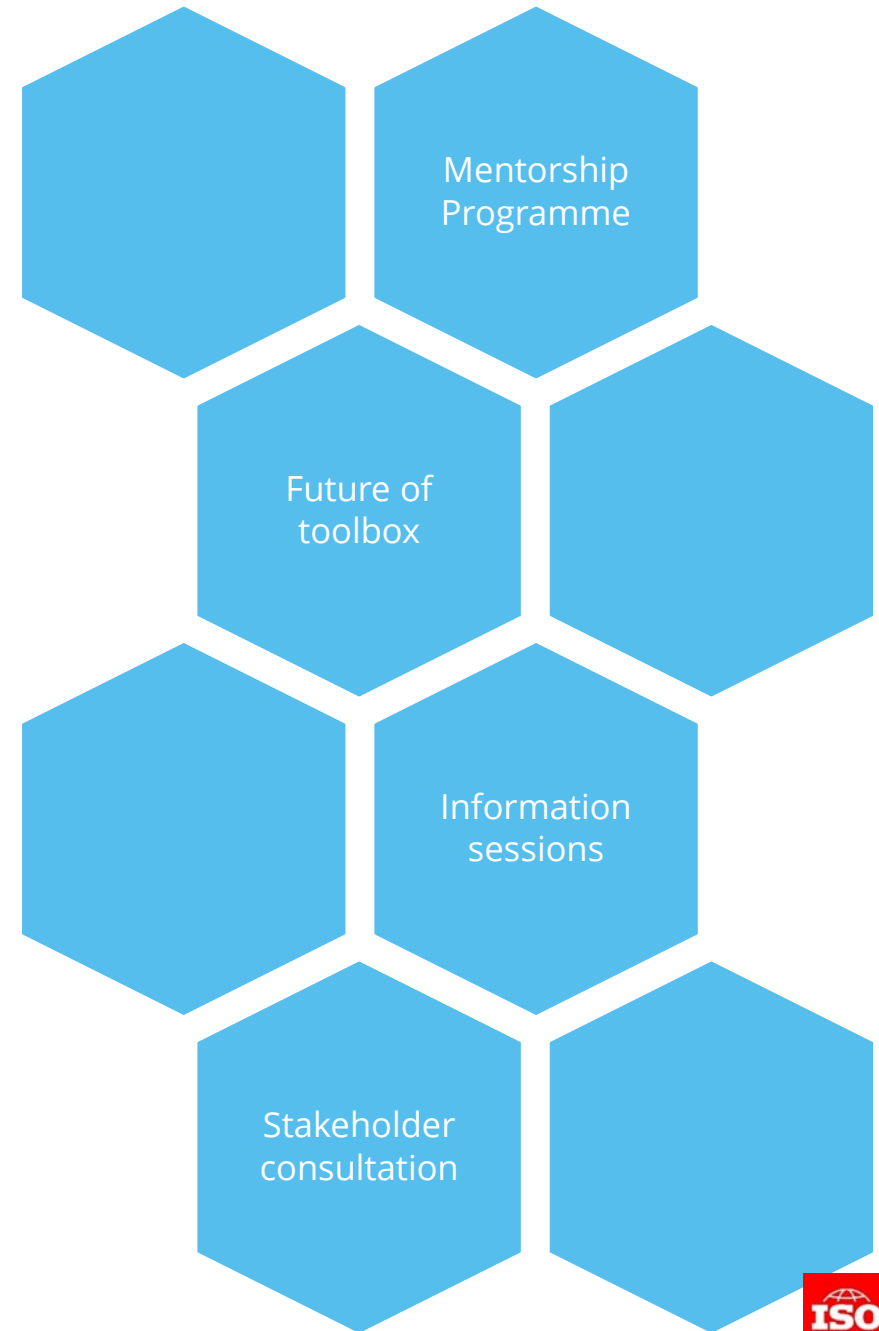 Mentorship
Programme
Future of
toolbox
Information
sessions
Stakeholder
consultation
ISO